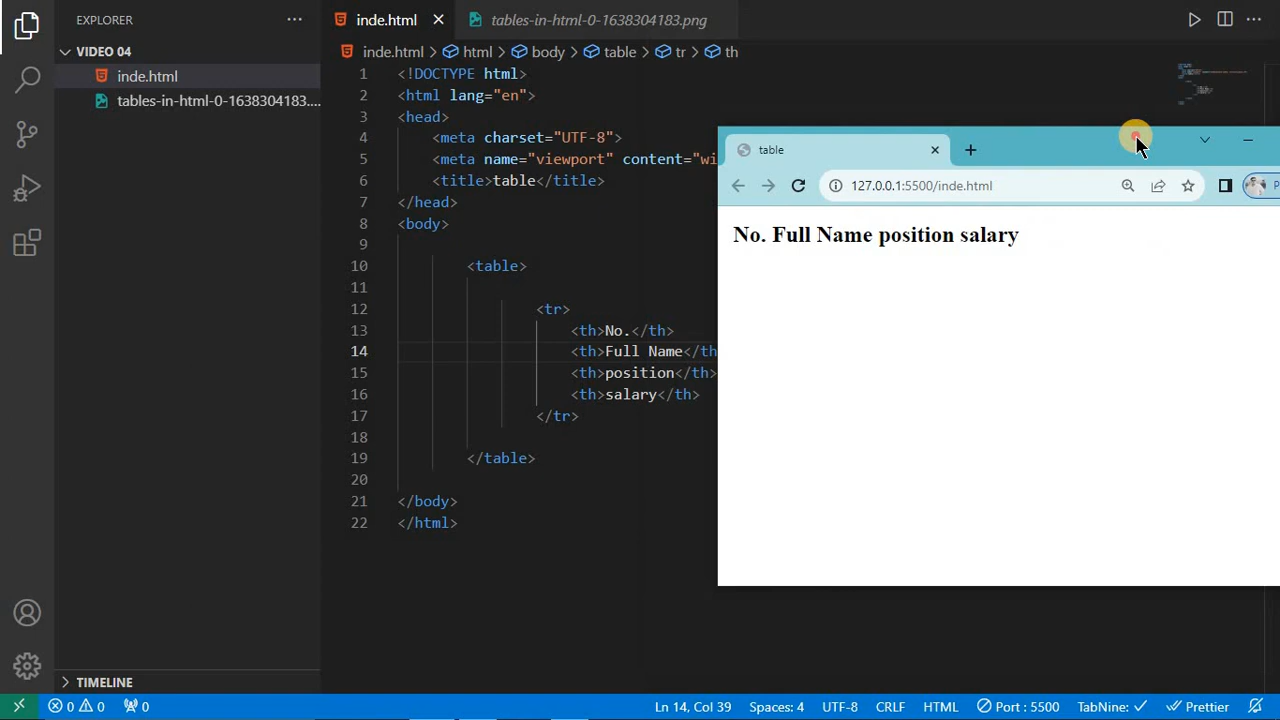 EXPLORER
inde.html
tables-in-html-0-1638304183.png
VIDEO 04
inde.html > html > body > table > tr > th
inde.html
tables-in-html-0-1638304183....
1 <!DOCTYPE html>
2 <html lang="en">
3 <head>
4 <meta charset="UTF-8">
5 <meta name="viewport" content="wi
6 <title>table</title>
7 </head>
8 <body>
9
10 <table>
11
12 <tr>
13 <th>No.</th>
14 <th>Full Name</th
15 <th>position</th>
16 <th>salary</th>
17 </tr>
18
19 </table>
20
21 </body>
22 </html>
table
127.0.0.1:5500/inde.html
P
No. Full Name position salary
TIMELINE
0 0 0
Ln 14, Col 39 Spaces: 4 UTF-8 CRLF HTML Port : 5500 TabNine: Prettier